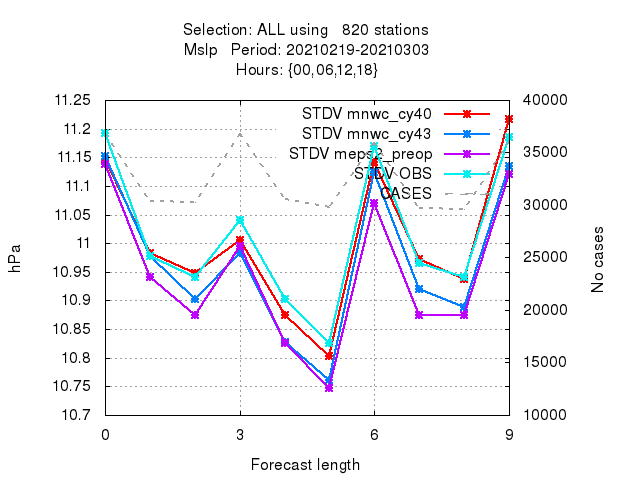 Selection: ALL using   820 stations
Mslp   Period: 20210219-20210303
Hours: {00,06,12,18}
STDV mnwc_cy40
STDV mnwc_cy43
STDV meps2_preop
STDV OBS
CASES
hPa
11.25
11.2
11.15
11.1
11.05
11
10.95
10.9
10.85
10.8
10.75
10.7
40000
35000
30000
25000
20000
15000
10000
No cases
0 3 6 9
Forecast length